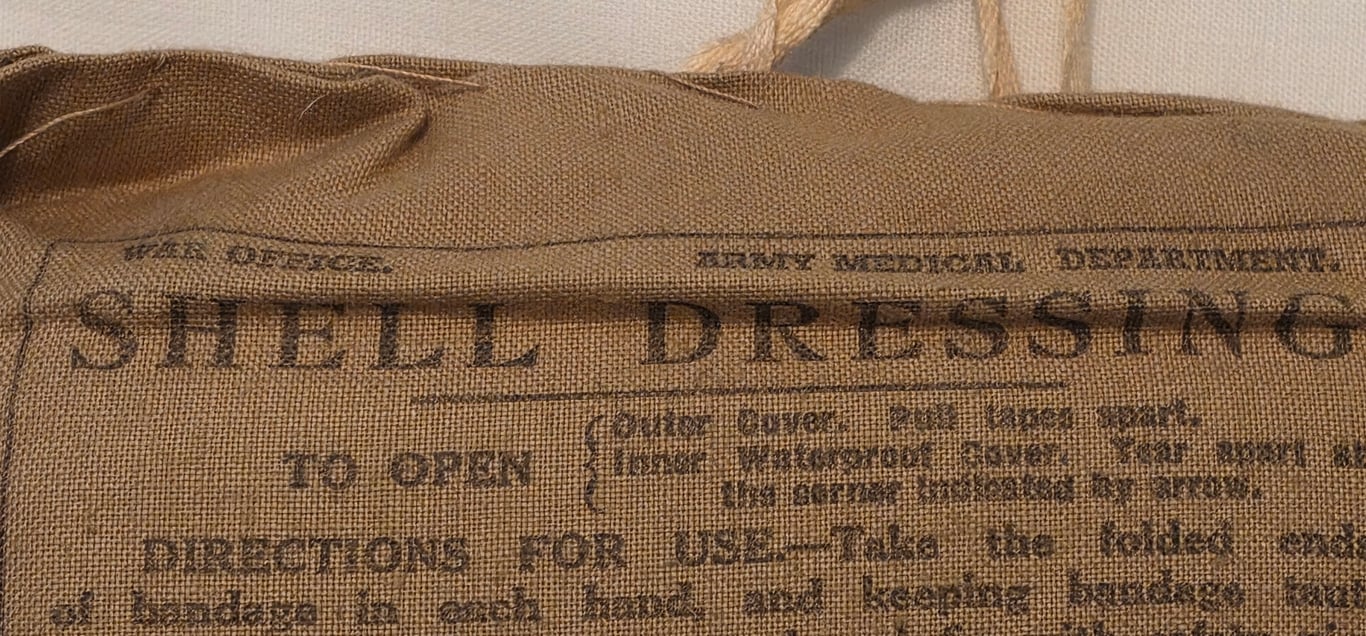 WAR OFFICE. ARMY MEDICAL DEPARTMENT.
SHELL DRESSING
TO OPEN
Outer Cover. Pull tapes apart.
Inner Waterproof Cover. Tear apart
the corner indicated by arrow.
DIRECTIONS FOR USE.—Take the folded ends
of bandage in each hand, and keeping bandage taut